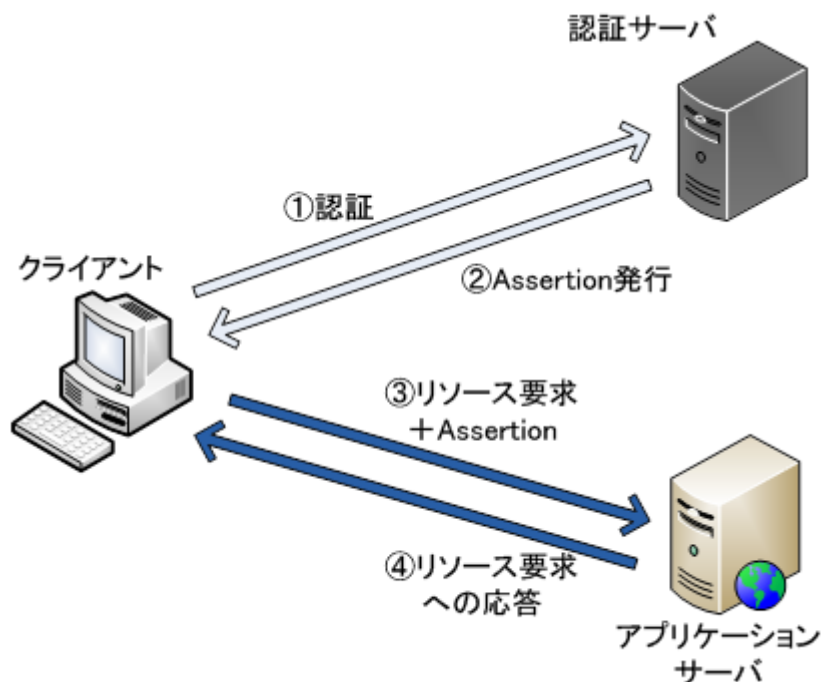 認証サーバ
①認証
②Assertion発行
クライアント
③リソース要求
＋Assertion
④リソース要求
への応答
アプリケーション
サーバ